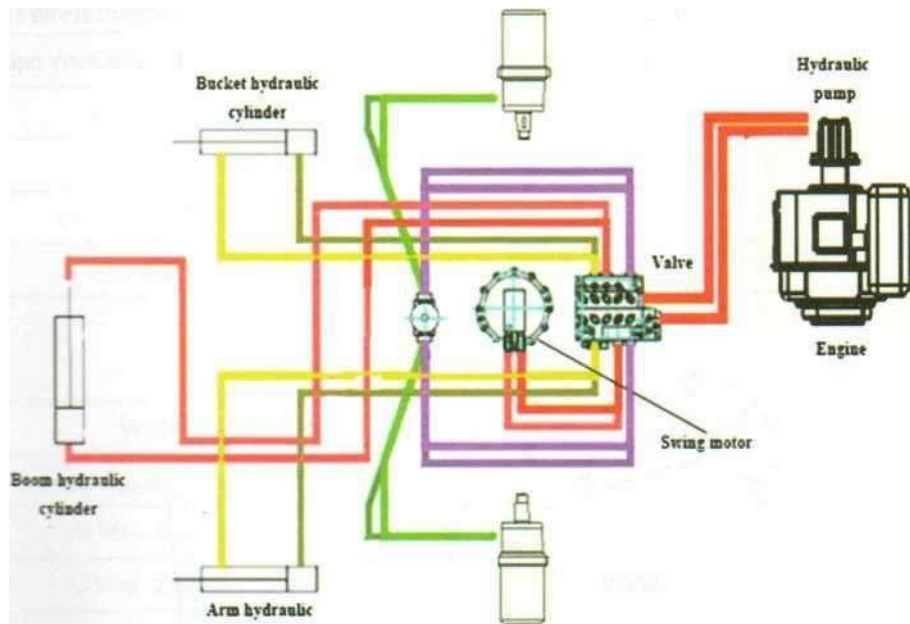 Bucket hydraulic
cylinder
Hydraulic
pump
Valve
Engine
Swing motor
Boom hydraulic
cylinder
Arm hydraulic